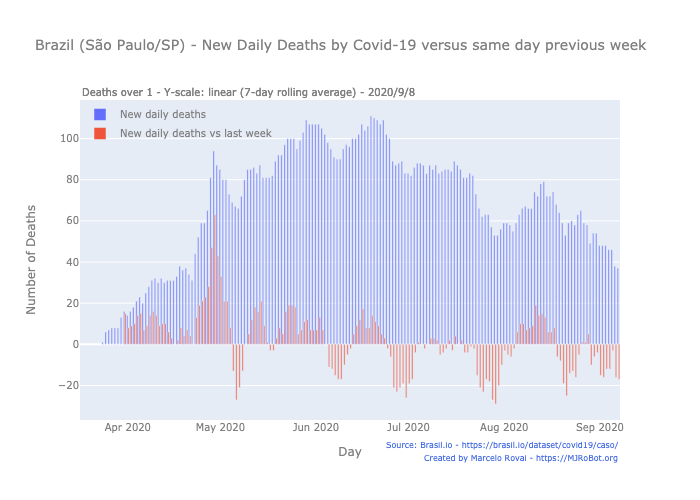 Brazil (São Paulo/SP) - New Daily Deaths by Covid-19 versus same day previous week
Deaths over 1 - Y-scale: linear (7-day rolling average) - 2020/9/8
New daily deaths
New daily deaths vs last week
Number of Deaths
100
80
60
40
20
0
−20
Apr 2020 May 2020 Jun 2020 Jul 2020 Aug 2020 Sep 2020
Day
Source: Brasil.io - https://brasil.io/dataset/covid19/caso/
Created by Marcelo Rovai - https://MJRoBot.org